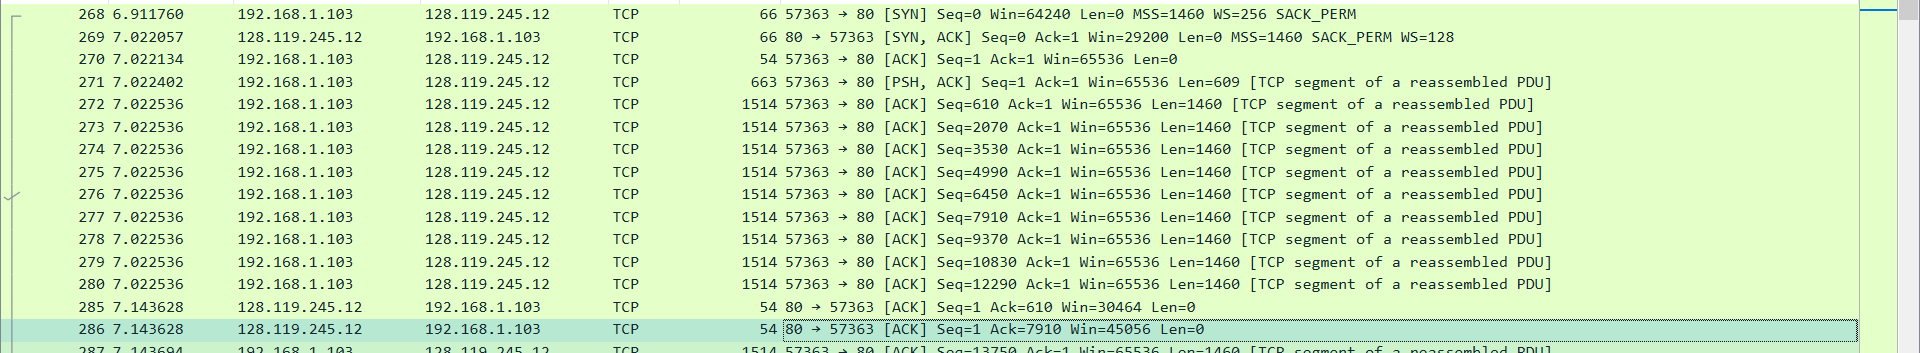 268 6.911760 192.168.1.103 128.119.245.12 TCP 66 57363 → 80 [SYN] Seq=0 Win=64240 Len=0 MSS=1460 WS=256 SACK_PERM
269 7.022057 128.119.245.12 192.168.1.103 TCP 66 80 → 57363 [SYN, ACK] Seq=0 Ack=1 Win=29200 Len=0 MSS=1460 SACK_PERM WS=128
270 7.022134 192.168.1.103 128.119.245.12 TCP 54 57363 → 80 [ACK] Seq=1 Ack=1 Win=65536 Len=0
271 7.022402 192.168.1.103 128.119.245.12 TCP 663 57363 → 80 [PSH, ACK] Seq=1 Ack=1 Win=65536 Len=609 [TCP segment of a reassembled PDU]
272 7.022536 192.168.1.103 128.119.245.12 TCP 1514 57363 → 80 [ACK] Seq=610 Ack=1 Win=65536 Len=1460 [TCP segment of a reassembled PDU]
273 7.022536 192.168.1.103 128.119.245.12 TCP 1514 57363 → 80 [ACK] Seq=2070 Ack=1 Win=65536 Len=1460 [TCP segment of a reassembled PDU]
274 7.022536 192.168.1.103 128.119.245.12 TCP 1514 57363 → 80 [ACK] Seq=3530 Ack=1 Win=65536 Len=1460 [TCP segment of a reassembled PDU]
275 7.022536 192.168.1.103 128.119.245.12 TCP 1514 57363 → 80 [ACK] Seq=4990 Ack=1 Win=65536 Len=1460 [TCP segment of a reassembled PDU]
276 7.022536 192.168.1.103 128.119.245.12 TCP 1514 57363 → 80 [ACK] Seq=6450 Ack=1 Win=65536 Len=1460 [TCP segment of a reassembled PDU]
277 7.022536 192.168.1.103 128.119.245.12 TCP 1514 57363 → 80 [ACK] Seq=7910 Ack=1 Win=65536 Len=1460 [TCP segment of a reassembled PDU]
278 7.022536 192.168.1.103 128.119.245.12 TCP 1514 57363 → 80 [ACK] Seq=9370 Ack=1 Win=65536 Len=1460 [TCP segment of a reassembled PDU]
279 7.022536 192.168.1.103 128.119.245.12 TCP 1514 57363 → 80 [ACK] Seq=10830 Ack=1 Win=65536 Len=1460 [TCP segment of a reassembled PDU]
280 7.022536 192.168.1.103 128.119.245.12 TCP 1514 57363 → 80 [ACK] Seq=12290 Ack=1 Win=65536 Len=1460 [TCP segment of a reassembled PDU]
285 7.143628 128.119.245.12 192.168.1.103 TCP 54 80 → 57363 [ACK] Seq=1 Ack=610 Win=30464 Len=0
286 7.143628 128.119.245.12 192.168.1.103 TCP 54 80 → 57363 [ACK] Seq=1 Ack=7910 Win=45056 Len=0
287 7.143694 192.168.1.103 128.119.245.12 TCP 1514 57363 → 80 [ACK] Seq=13750 Ack=1 Win=65536 Len=1460 [TCP segment of a reassembled PDU]